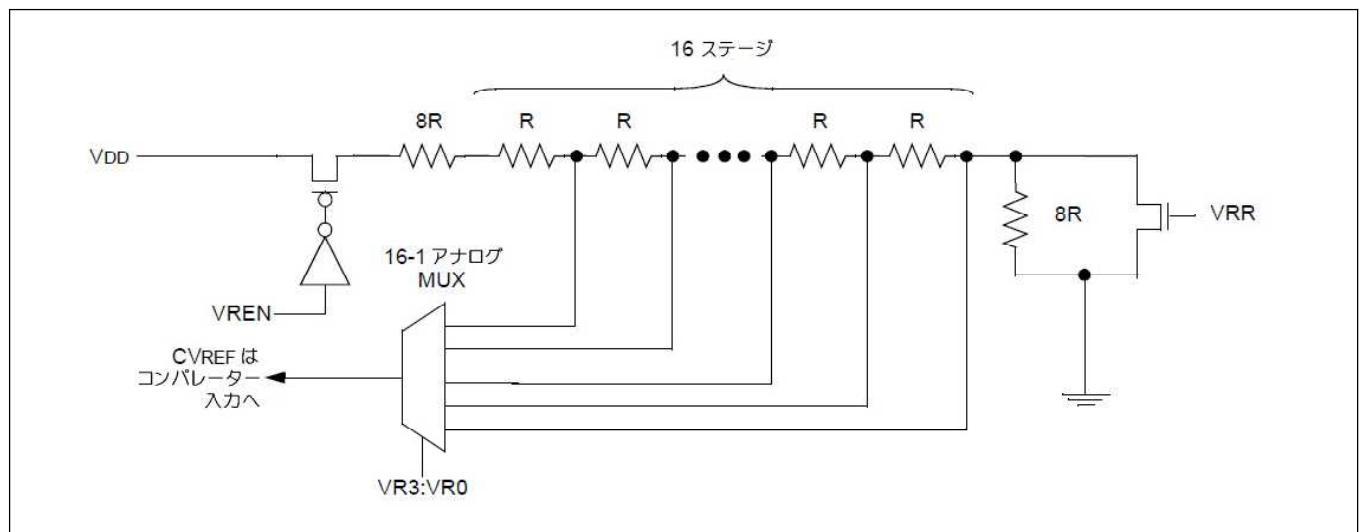 16 ステージ
8R
R
R
R
R
VDD
8R
VRR
16-1 アナログ
MUX
VREN
CVREF は
コンパレーター
入力へ
VR3:VR0